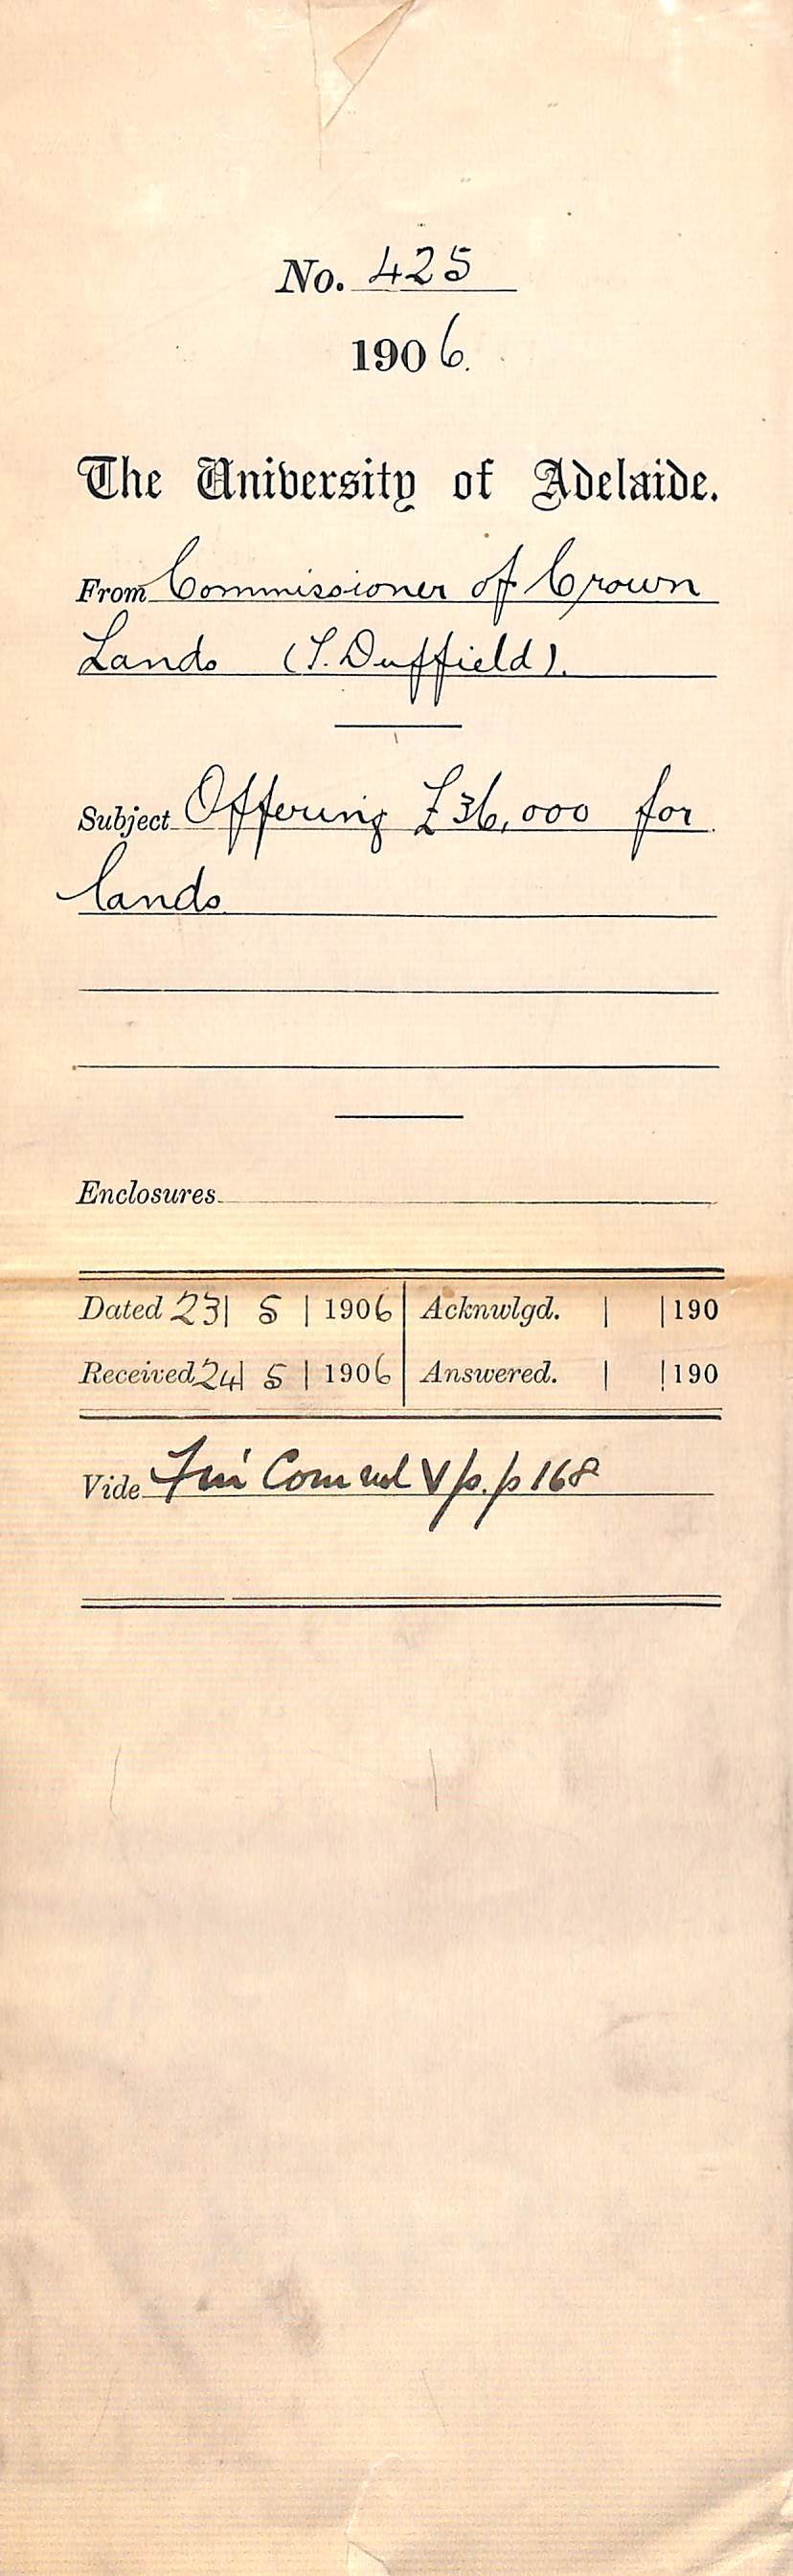 No. 425
1906.
The University of Adelaide.
From Commissioner of Crown
Lands (T. Duffield).
Subject Offering £36,000 for
lands
Enclosures
Dated 23| 5 | 1906 Acknwlgd. | |190
Received 24| 5 | 1906 Answered. | |190
Vide Fin Com vol V p. 168